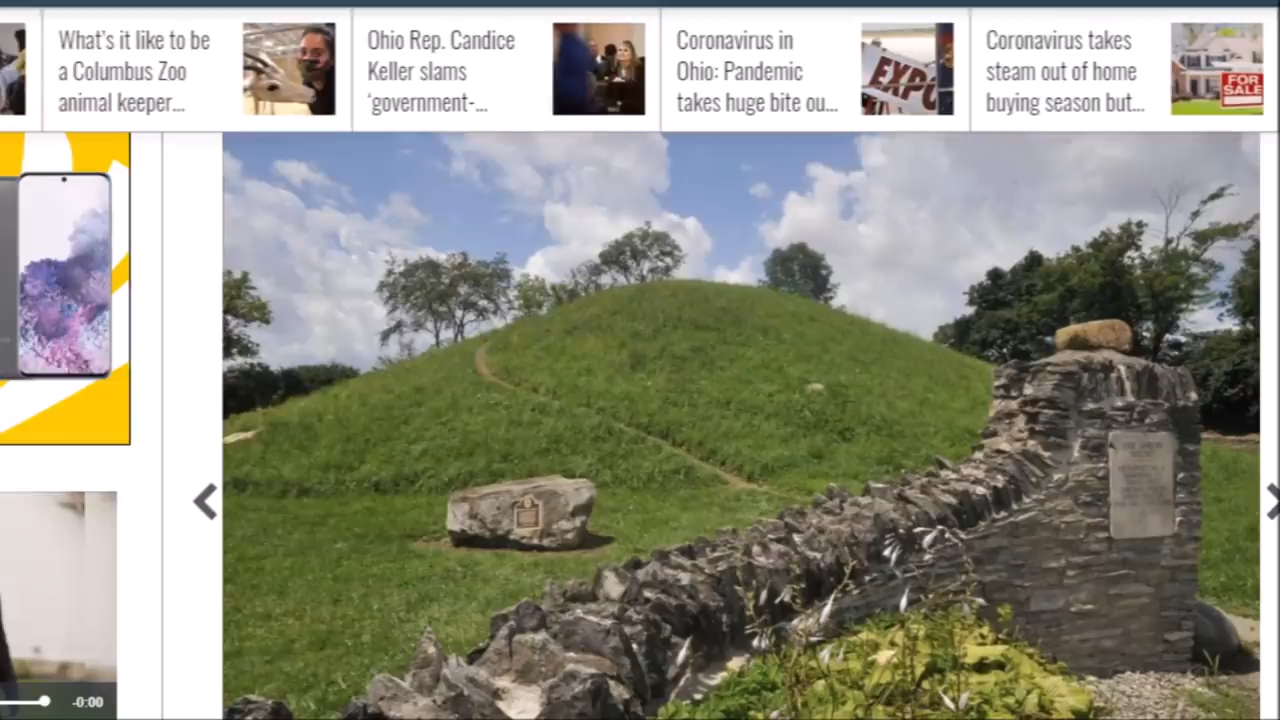 What's it like to be
a Columbus Zoo
animal keeper...
Ohio Rep. Candice
Keller slams
'government-...
EXPO
Coronavirus in
Ohio: Pandemic
takes huge bite ou...
Coronavirus takes
steam out of home
buying season but...
FOR
SALE
-0:00